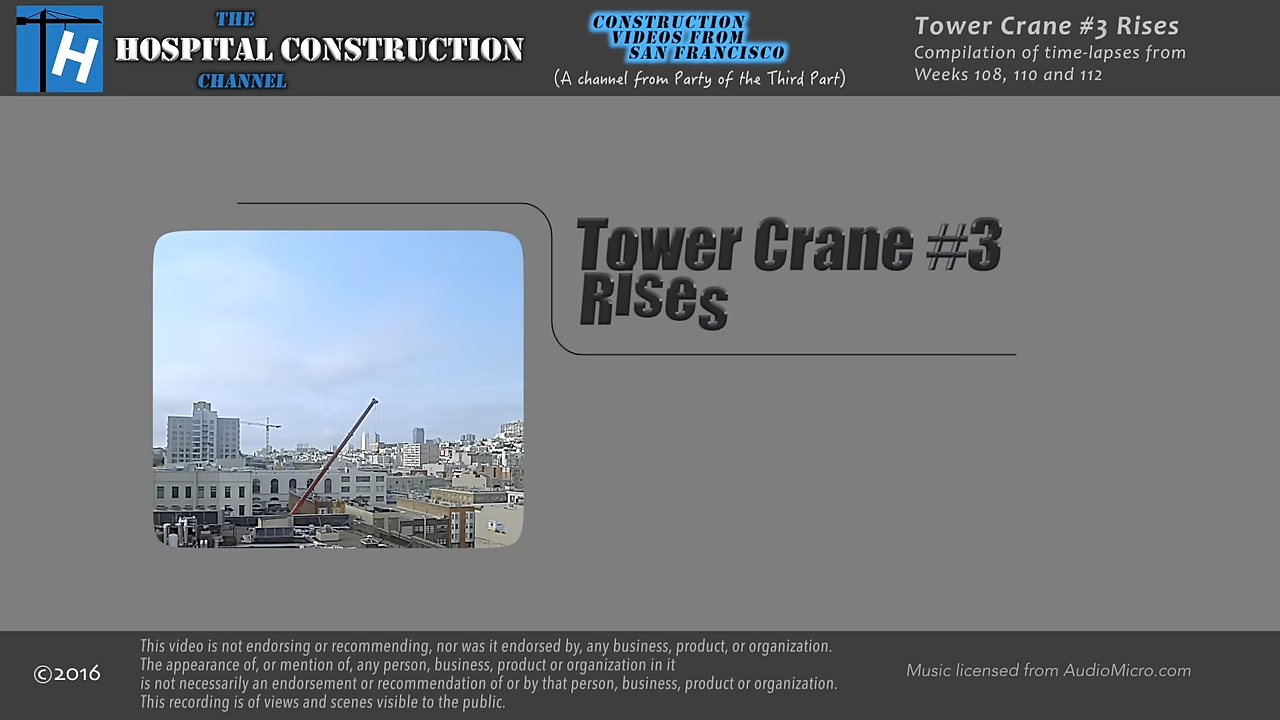 H
THE
HOSPITAL CONSTRUCTION
CHANNEL
CONSTRUCTION
VIDEOS FROM
SAN FRANCISCO
(A channel from Party of the Third Part)
Tower Crane #3 Rises
Compilation of time-lapses from
Weeks 108, 110 and 112
Tower Crane #3
Rises
©2016
This video is not endorsing or recommending, nor was it endorsed by, any business, product, or organization.
The appearance of, or mention of, any person, business, product or organization in it
is not necessarily an endorsement or recommendation of or by that person, business, product or organization.
This recording is of views and scenes visible to the public.
Music licensed from AudioMicro.com